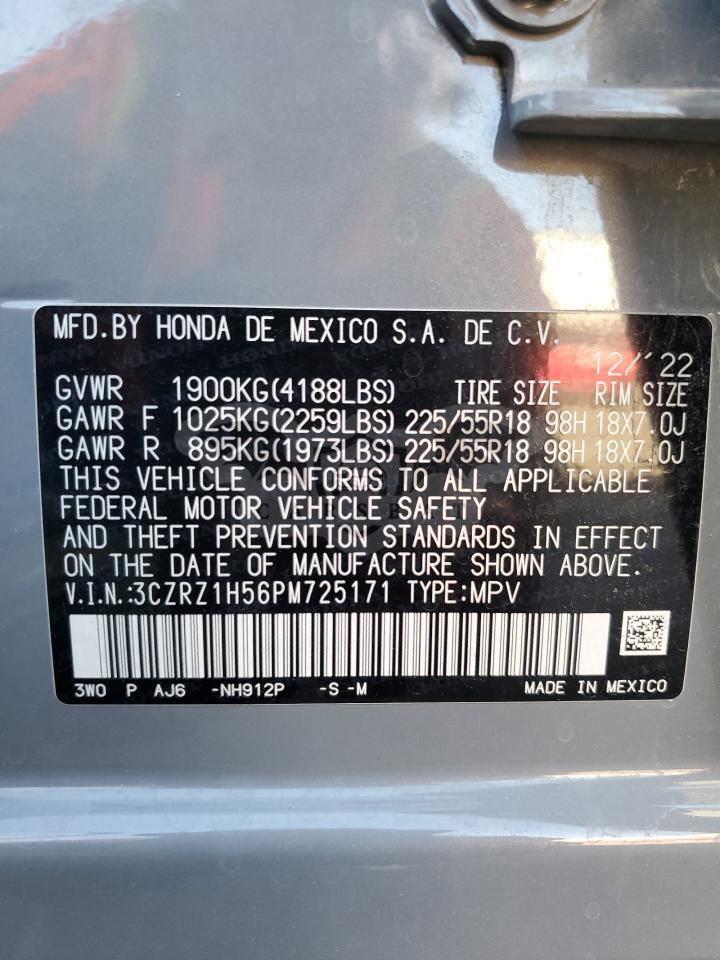 MFD.BY HONDA DE MEXICO S.A. DE C.V.
12/'22
GVWR 1900KG(4188LBS) TIRE SIZE RIM SIZE
GAWR F 1025KG(2259LBS) 225/55R18 98H 18X7.0J
GAWR R 895KG(1973LBS) 225/55R18 98H 18X7.0J
THIS VEHICLE CONFORMS TO ALL APPLICABLE
FEDERAL MOTOR VEHICLE SAFETY
AND THEFT PREVENTION STANDARDS IN EFFECT
ON THE DATE OF MANUFACTURE SHOWN ABOVE.
V.I.N.:3CZRZ1H56PM725171 TYPE:MPV
3WO P AJ6 -NH912P -S -M MADE IN MEXICO